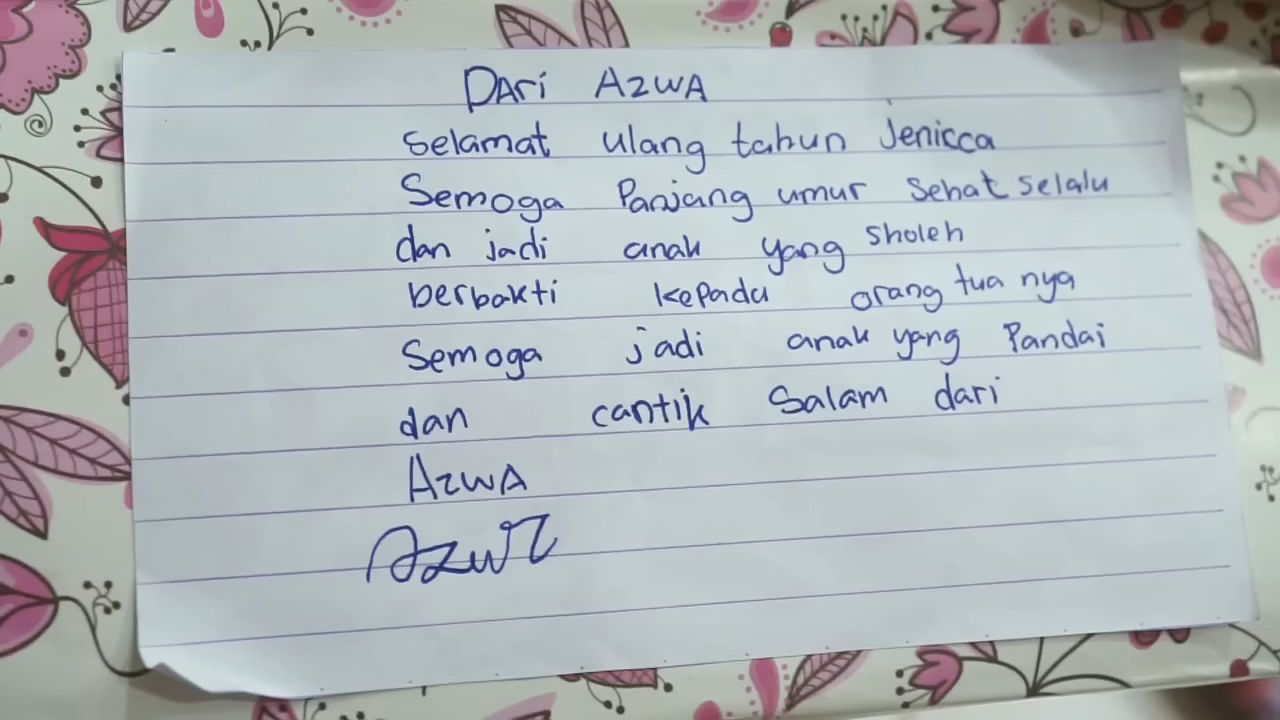 DARI AZWA
Selamat ulang tahun Jenicca
Semoga Panjang umur Sehat selalu
dan jadi anak yang sholeh
berbakti kepada orang tua nya
Semoga jadi anak yang Pandai
dan cantik Salam dari
AZWA
Azwa